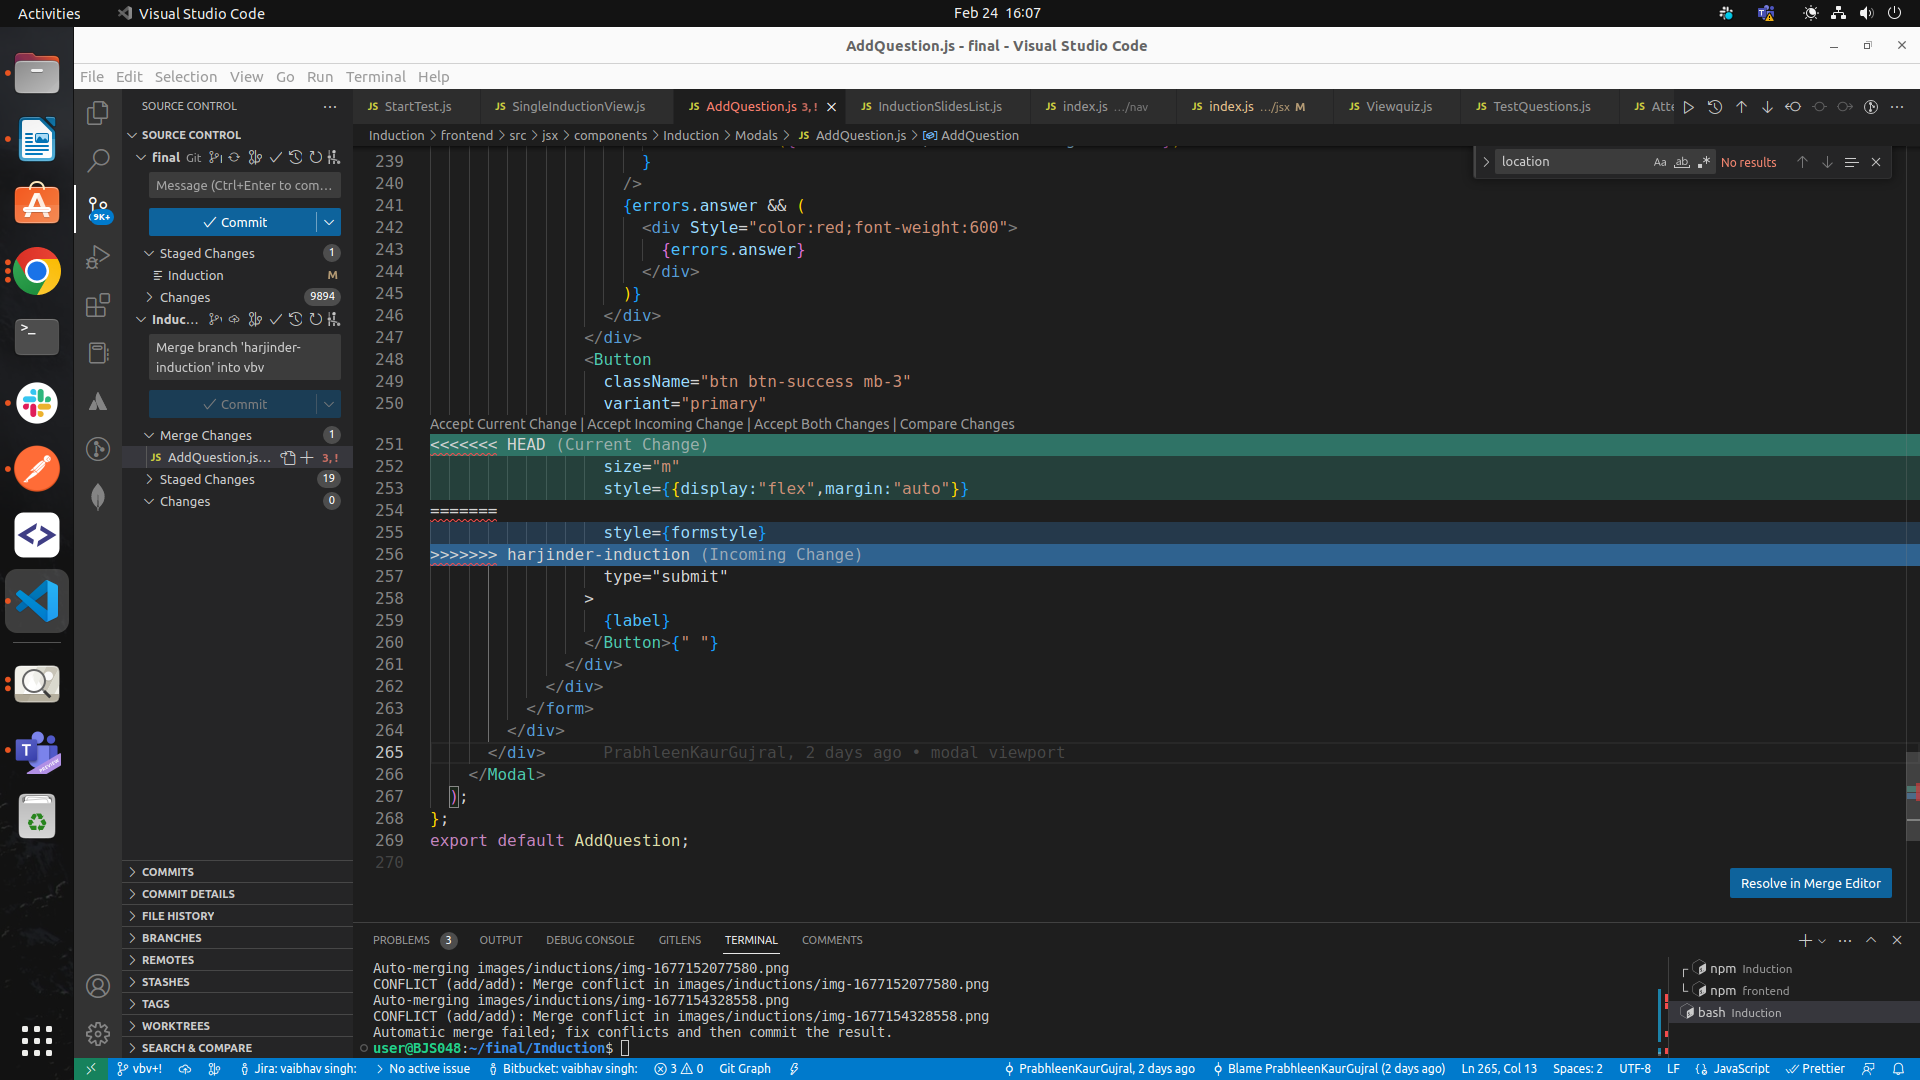 Activities
Visual Studio Code
Feb 24 16:07
AddQuestion.js - final - Visual Studio Code
File Edit Selection View Go Run Terminal Help
SOURCE CONTROL
StartTest.js
SingleInductionView.js
AddQuestion.js 3, !
InductionSlidesList.js
index.js .../nav
index.js .../jsx M
Viewquiz.js
TestQuestions.js
Atte
Induction > frontend > src > jsx > components > Induction > Modals > JS AddQuestion.js > AddQuestion
location
No results
SOURCE CONTROL
final Git
Message (Ctrl+Enter to com...
Commit
Staged Changes 1
Induction M
Changes 9894
Induc...
Merge branch 'harjinder-
induction' into vbv
Commit
Merge Changes 1
JS AddQuestion.js... 3, !
Staged Changes 19
Changes 0
COMMITS
COMMIT DETAILS
FILE HISTORY
BRANCHES
REMOTES
STASHES
TAGS
WORKTREES
SEARCH & COMPARE
9K+
239 }
240 />
241 {errors.answer && (
242 <div Style="color:red;font-weight:600">
243 {errors.answer}
244 </div>
245 )}
246 </div>
247 </div>
248 <Button
249 className="btn btn-success mb-3"
250 variant="primary"
Accept Current Change | Accept Incoming Change | Accept Both Changes | Compare Changes
251 <<<<<<< HEAD (Current Change)
252 size="m"
253 style={{display:"flex",margin:"auto"}}
254 =======
255 style={formstyle}
256 >>>>>>> harjinder-induction (Incoming Change)
257 type="submit"
258 >
259 {label}
260 </Button>{" "}
261 </div>
262 </div>
263 </form>
264 </div>
265 </div> PrabhleenKaurGujral, 2 days ago • modal viewport
266 </Modal>
267 );
268 };
269 export default AddQuestion;
270
Resolve in Merge Editor
PROBLEMS 3 OUTPUT DEBUG CONSOLE GITLENS TERMINAL COMMENTS
Auto-merging images/inductions/img-1677152077580.png
CONFLICT (add/add): Merge conflict in images/inductions/img-1677152077580.png
Auto-merging images/inductions/img-1677154328558.png
CONFLICT (add/add): Merge conflict in images/inductions/img-1677154328558.png
Automatic merge failed; fix conflicts and then commit the result.
user@BJS048:~/final/Induction$
npm Induction
npm frontend
bash Induction
vbv+! Jira: vaibhav singh: No active issue Bitbucket: vaibhav singh: 3 0 Git Graph PrabhleenKaurGujral, 2 days ago Blame PrabhleenKaurGujral (2 days ago) Ln 265, Col 13 Spaces: 2 UTF-8 LF JavaScript Prettier